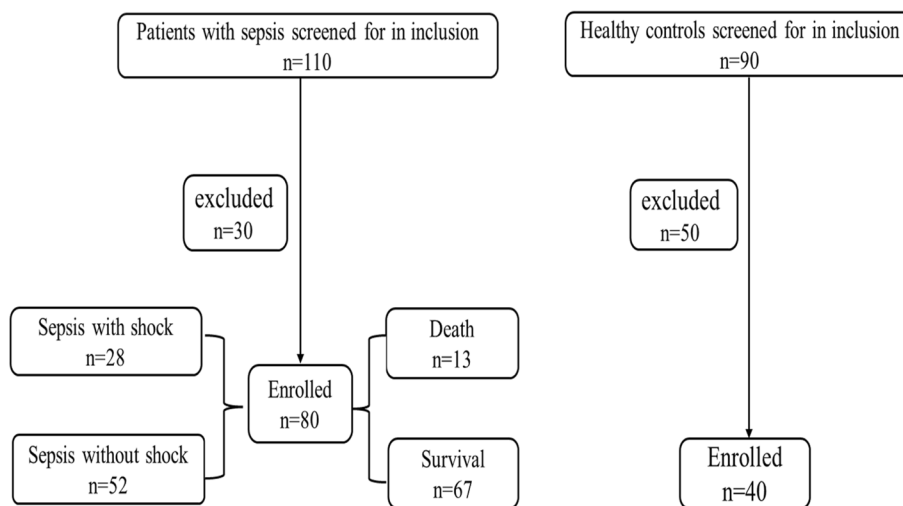 Patients with sepsis screened for in inclusion
n=110
Healthy controls screened for in inclusion
n=90
excluded
n=30
excluded
n=50
Sepsis with shock
n=28
Death
n=13
Enrolled
n=80
Sepsis without shock
n=52
Survival
n=67
Enrolled
n=40